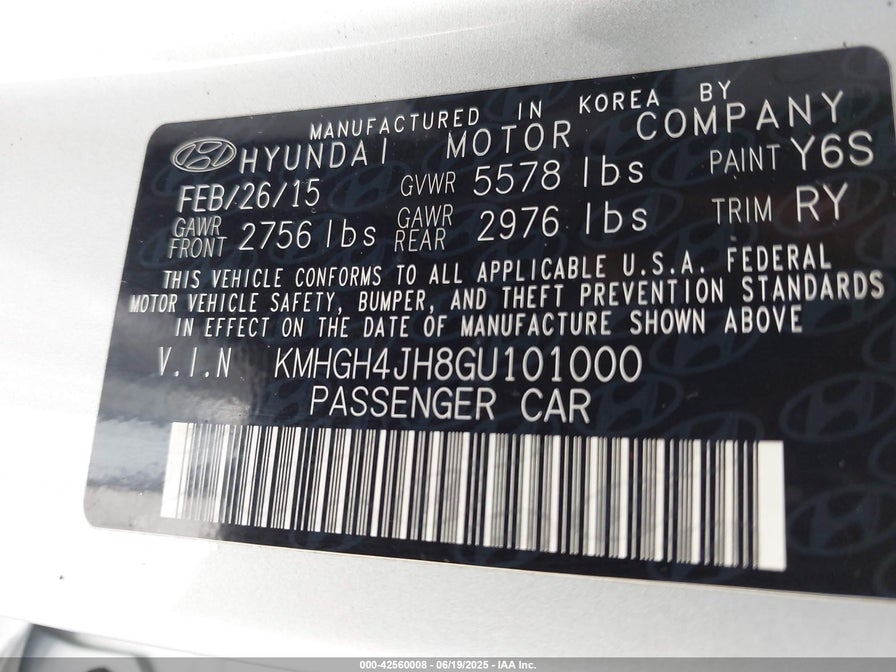 MANUFACTURED IN KOREA BY
HYUNDAI MOTOR COMPANY
FEB/26/15 GVWR 5578 lbs PAINT Y6S
GAWR FRONT 2756 lbs GAWR REAR 2976 lbs TRIM RY
THIS VEHICLE CONFORMS TO ALL APPLICABLE U.S.A. FEDERAL
MOTOR VEHICLE SAFETY, BUMPER, AND THEFT PREVENTION STANDARDS
IN EFFECT ON THE DATE OF MANUFACTURE SHOWN ABOVE
V.I.N KMHGH4JH8GU101000
PASSENGER CAR
000-42560008 - 06/19/2025 - IAA Inc.